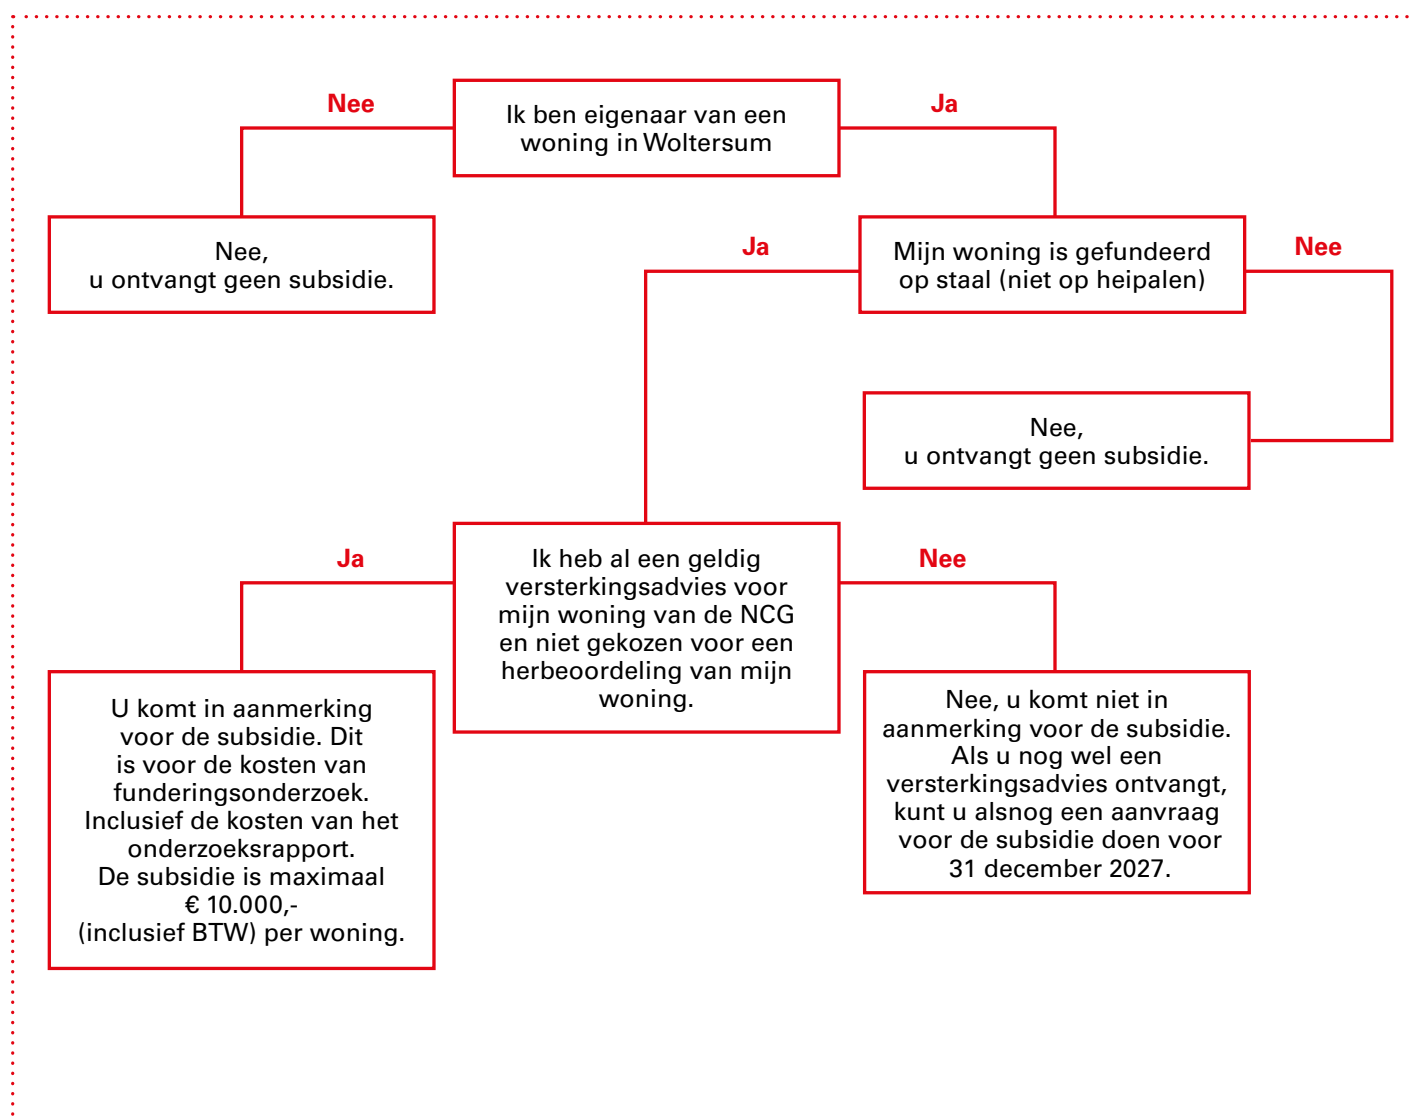 Nee
Ik ben eigenaar van een
woning in Woltersum
Ja
Nee,
u ontvangt geen subsidie.
Ja
Mijn woning is gefundeerd
op staal (niet op heipalen)
Nee
Nee,
u ontvangt geen subsidie.
Ja
Ik heb al een geldig
versterkingsadvies voor
mijn woning van de NCG
en niet gekozen voor een
herbeoordeling van mijn
woning.
Nee
U komt in aanmerking
voor de subsidie. Dit
is voor de kosten van
funderingsonderzoek.
Inclusief de kosten van het
onderzoeksrapport.
De subsidie is maximaal
€ 10.000,-
(inclusief BTW) per woning.
Nee, u komt niet in
aanmerking voor de subsidie.
Als u nog wel een
versterkingsadvies ontvangt,
kunt u alsnog een aanvraag
voor de subsidie doen voor
31 december 2027.